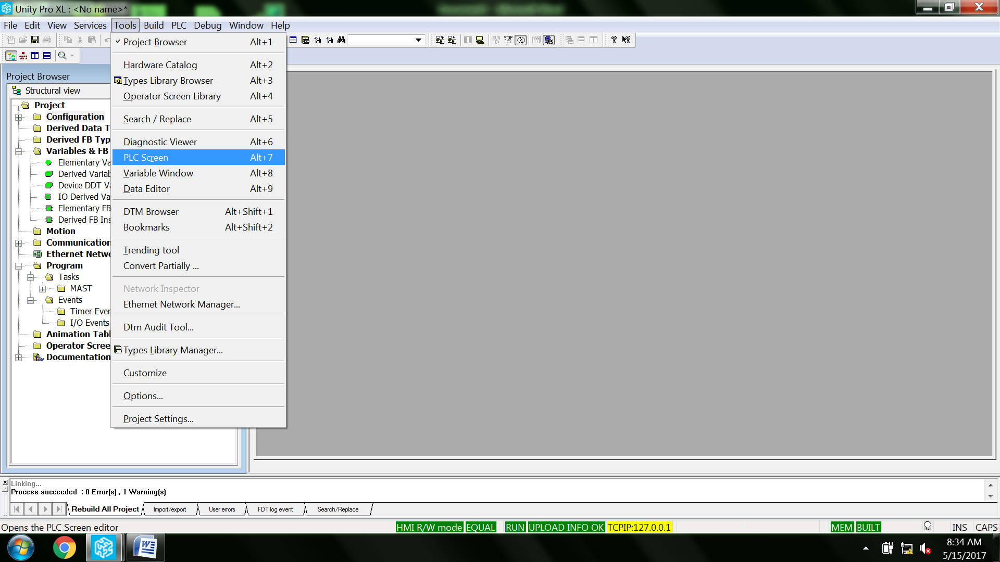 Unity Pro XL : <No name>*
File Edit View Services Tools Build PLC Debug Window Help
Project Browser Alt+1
Hardware Catalog Alt+2
Types Library Browser Alt+3
Operator Screen Library Alt+4
Search / Replace Alt+5
Diagnostic Viewer Alt+6
PLC Screen Alt+7
Variable Window Alt+8
Data Editor Alt+9
DTM Browser Alt+Shift+1
Bookmarks Alt+Shift+2
Trending tool
Convert Partially ...
Network Inspector
Ethernet Network Manager...
Dtm Audit Tool...
Types Library Manager...
Customize
Options...
Project Settings...
RUN STOP
Project Browser
Structural view
Project
Configuration
Derived Data T
Derived FB Typ
Variables & FB
Elementary Va
Derived Variab
Device DDT Va
IO Derived Va
Elementary FB
Derived FB Ins
Motion
Communication
Ethernet Netwo
Program
Tasks
MAST
Events
Timer Ever
I/O Events
Animation Tabl
Operator Scree
Documentation
Linking...
Process succeeded : 0 Error(s) , 1 Warning(s)
Rebuild All Project Import/export User errors FDT log event Search/Replace
Opens the PLC Screen editor HMI R/W mode EQUAL RUN UPLOAD INFO OK TCPIP:127.0.0.1 MEM BUILT INS CAPS
8:34 AM
5/15/2017